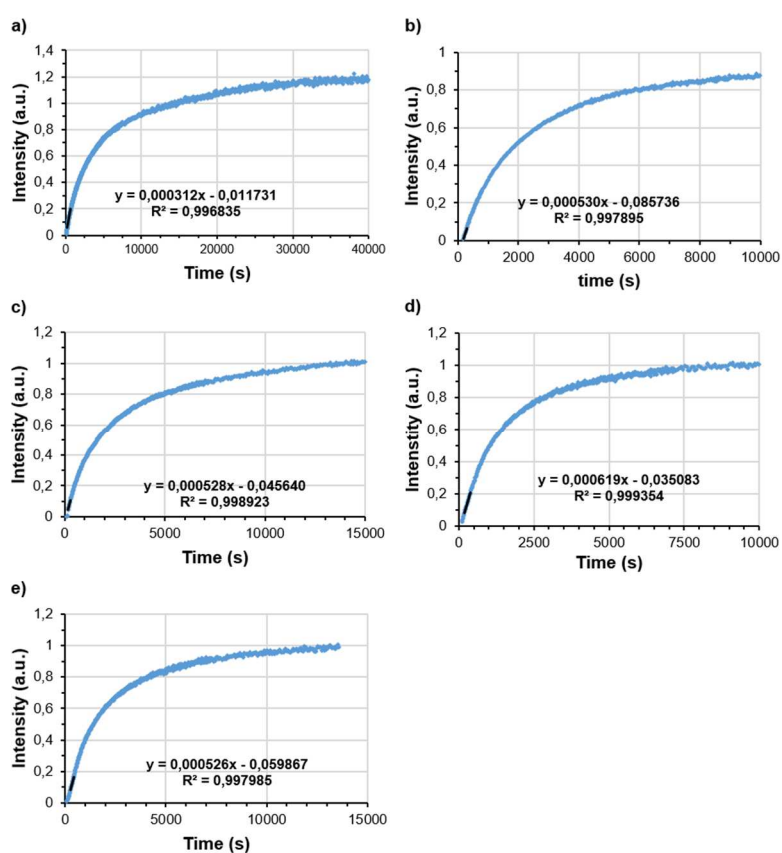 a)
1,4
1,2
1,0
0,8
0,6
0,4
0,2
0
Intensity (a.u.)
y = 0,000312x - 0,011731
R² = 0,996835
0 10000 20000 30000 40000
Time (s)
b)
1
0,8
0,6
0,4
0,2
0
Intensity (a.u.)
y = 0,000530x - 0,085736
R² = 0,997895
0 2000 4000 6000 8000 10000
time (s)
c)
1,2
1
0,8
0,6
0,4
0,2
0
Intensity (a.u.)
y = 0,000528x - 0,045640
R² = 0,998923
0 5000 10000 15000
Time (s)
d)
1,2
1
0,8
0,6
0,4
0,2
0
Intenstity (a.u.)
y = 0,000619x - 0,035083
R² = 0,999354
0 2500 5000 7500 10000
Time (s)
e)
1,2
1
0,8
0,6
0,4
0,2
0
Intensity (a.u.)
y = 0,000526x - 0,059867
R² = 0,997985
0 5000 10000 15000
Time (s)